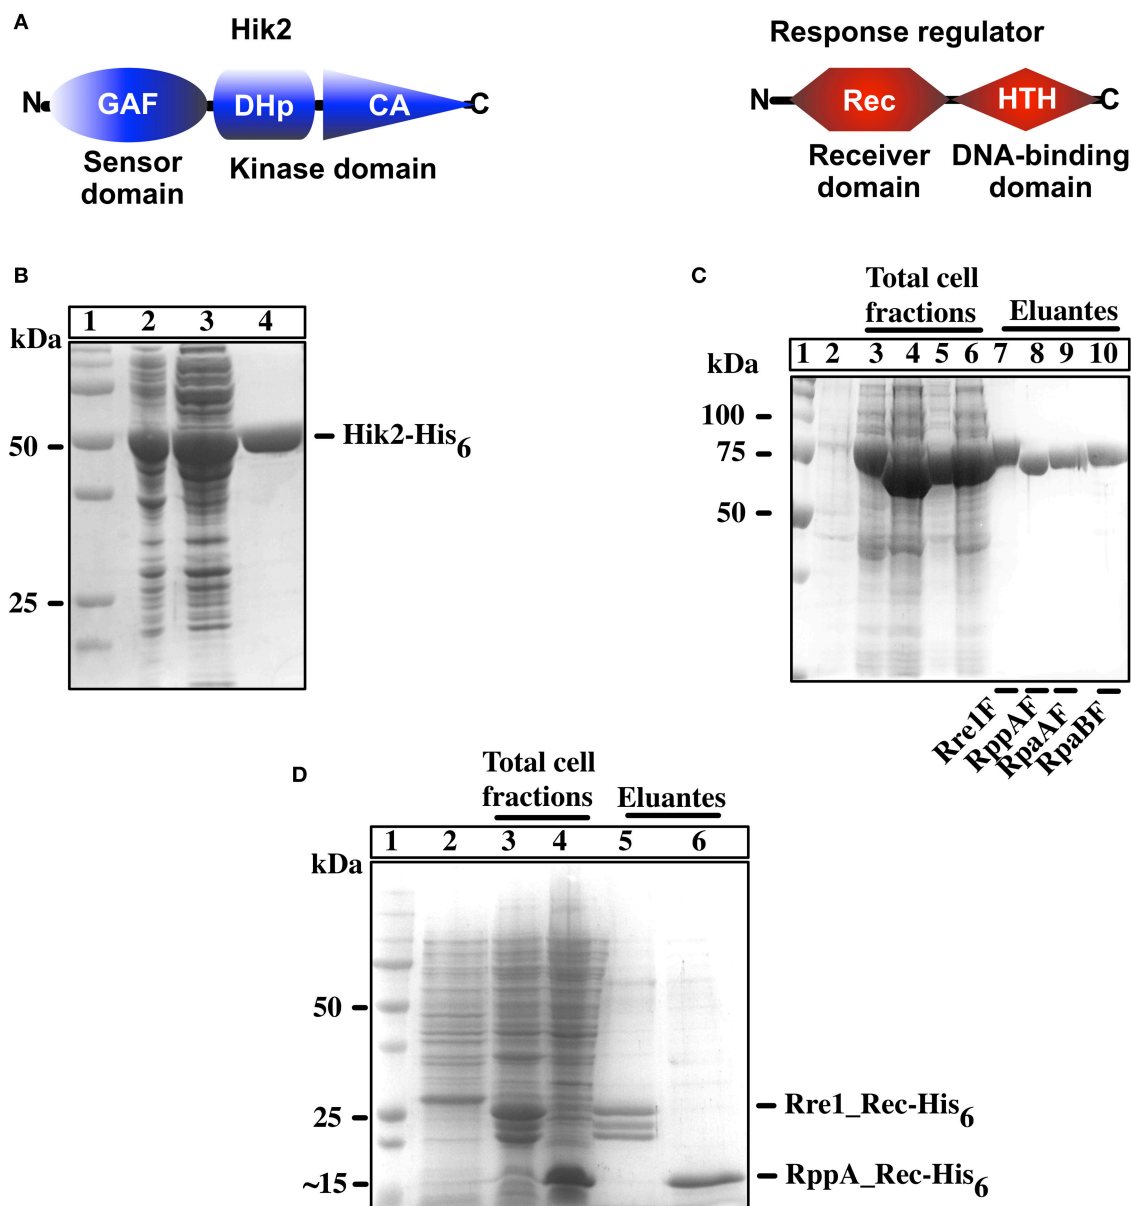 A
Hik2
Response regulator
N GAF DHp CA C
N Rec HTH C
Sensor domain
Kinase domain
Receiver domain
DNA-binding domain
B
1 2 3 4
kDa
50
25
Hik2-His6
C
Total cell fractions
Eluantes
1 2 3 4 5 6 7 8 9 10
kDa
100
75
50
Rre1F
RppAF
RpaAF
RpaBF
D
Total cell fractions
Eluantes
1 2 3 4 5 6
kDa
50
25
~15
Rre1_Rec-His6
RppA_Rec-His6